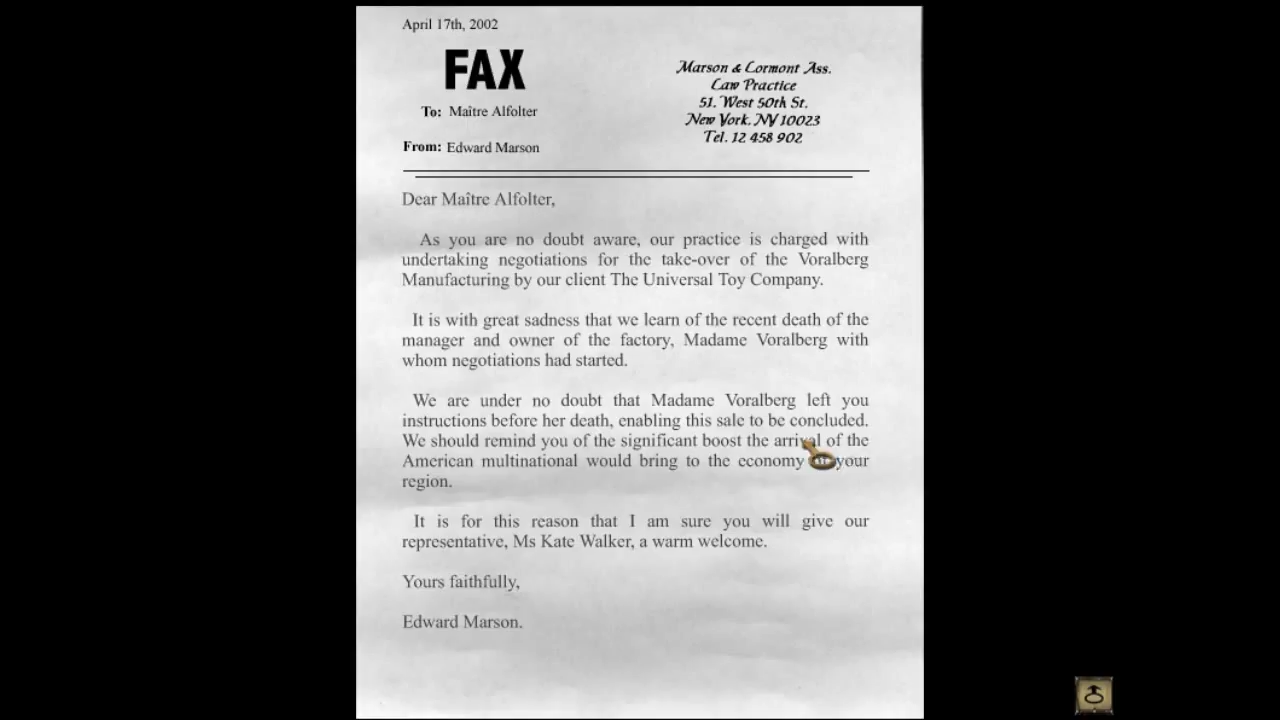 April 17th, 2002
FAX
To: Maître Alfolter
From: Edward Marson
Marson & Lormont Ass.
Law Practice
51. West 50th St.
New York. NY 10023
Tel. 12 458 902
Dear Maître Alfolter,
As you are no doubt aware, our practice is charged with
undertaking negotiations for the take-over of the Voralberg
Manufacturing by our client The Universal Toy Company.
It is with great sadness that we learn of the recent death of the
manager and owner of the factory, Madame Voralberg with
whom negotiations had started.
We are under no doubt that Madame Voralberg left you
instructions before her death, enabling this sale to be concluded.
We should remind you of the significant boost the arrival of the
American multinational would bring to the economy your
region.
It is for this reason that I am sure you will give our
representative, Ms Kate Walker, a warm welcome.
Yours faithfully,
Edward Marson.